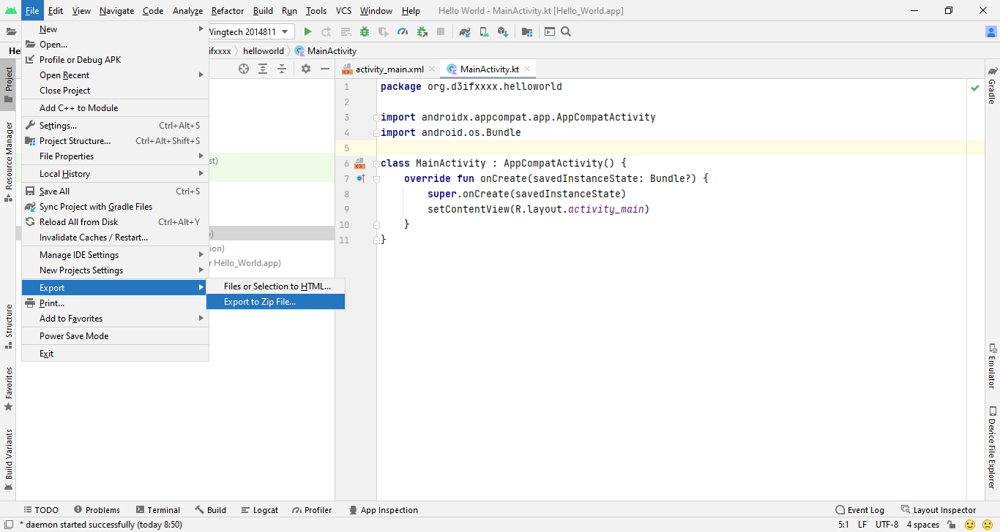 File Edit View Navigate Code Analyze Refactor Build Run Tools VCS Window Help Hello World - MainActivity.kt [Hello_World.app]
Wingtech 2014811
ifxxxx helloworld MainActivity
activity_main.xml MainActivity.kt
New
Open...
Profile or Debug APK
Open Recent
Close Project
Add C++ to Module
Settings... Ctrl+Alt+S
Project Structure... Ctrl+Alt+Shift+S
File Properties
Local History
Save All Ctrl+S
Sync Project with Gradle Files
Reload All from Disk Ctrl+Alt+Y
Invalidate Caches / Restart...
Manage IDE Settings
New Projects Settings
Export
Print...
Add to Favorites
Power Save Mode
Exit
Files or Selection to HTML...
Export to Zip File...
st)
)
ion)
r Hello_World.app)
1 package org.d3ifxxxx.helloworld
2
3 import androidx.appcompat.app.AppCompatActivity
4 import android.os.Bundle
5
6 class MainActivity : AppCompatActivity() {
7 override fun onCreate(savedInstanceState: Bundle?) {
8 super.onCreate(savedInstanceState)
9 setContentView(R.layout.activity_main)
10 }
11 }
Project
Resource Manager
Structure
Favorites
Build Variants
Gradle
Emulator
Device File Explorer
TODO Problems Terminal Build Logcat Profiler App Inspection Event Log Layout Inspector
* daemon started successfully (today 8:50) 5:1 LF UTF-8 4 spaces